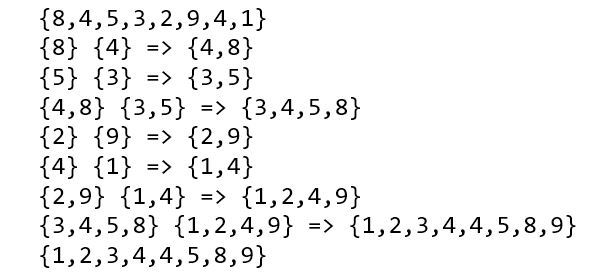 {8,4,5,3,2,9,4,1}
{8} {4} => {4,8}
{5} {3} => {3,5}
{4,8} {3,5} => {3,4,5,8}
{2} {9} => {2,9}
{4} {1} => {1,4}
{2,9} {1,4} => {1,2,4,9}
{3,4,5,8} {1,2,4,9} => {1,2,3,4,4,5,8,9}
{1,2,3,4,4,5,8,9}